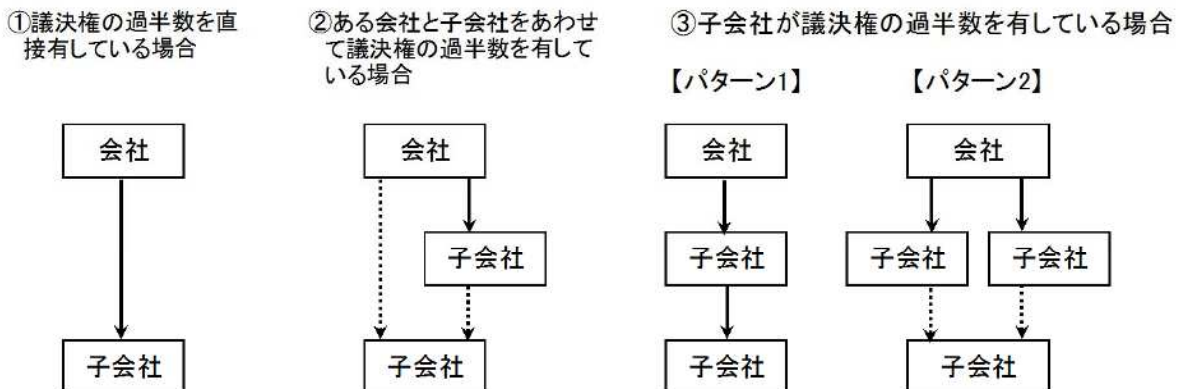 ①議決権の過半数を直
接有している場合
②ある会社と子会社をあわせ
て議決権の過半数を有して
いる場合
③子会社が議決権の過半数を有している場合
【パターン1】
【パターン2】
会社
子会社
会社
子会社
子会社
会社
子会社
子会社
会社
子会社
子会社
子会社